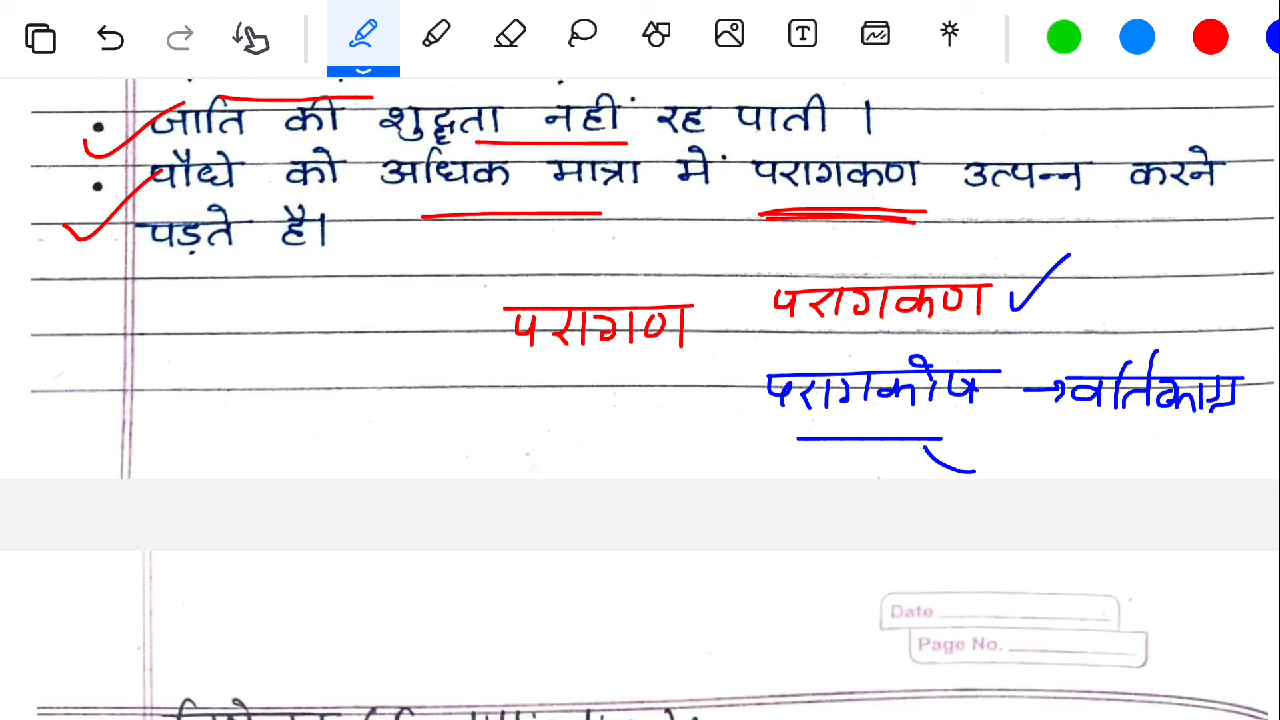 जाति की शुद्धता नहीं रह पाती ।
पौधे को अधिक मात्रा में परागकण उत्पन्न करने
पड़ते है।
परागण परागकण
परागकोष → वर्तिकाग्र
Date
Page No.